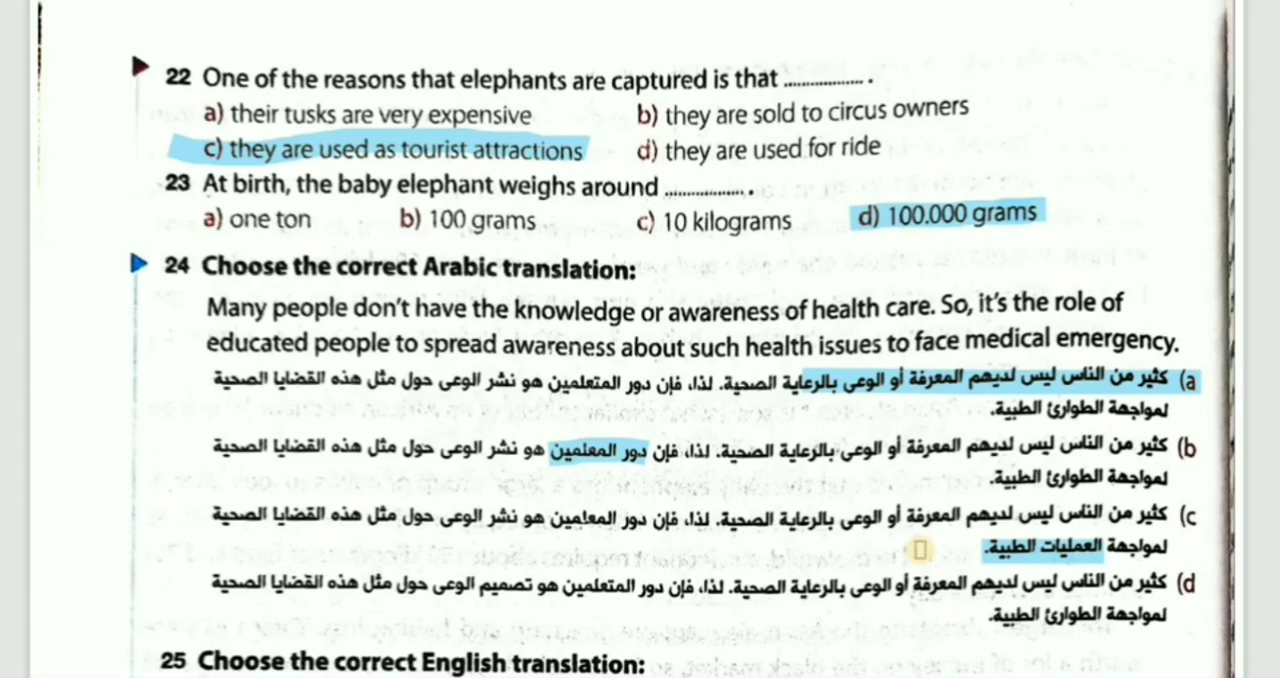 22 One of the reasons that elephants are captured is that .................. .
a) their tusks are very expensive b) they are sold to circus owners
c) they are used as tourist attractions d) they are used for ride
23 At birth, the baby elephant weighs around .................. .
a) one ton b) 100 grams c) 10 kilograms d) 100.000 grams
24 Choose the correct Arabic translation:
Many people don't have the knowledge or awareness of health care. So, it's the role of
educated people to spread awareness about such health issues to face medical emergency.
a) كثير من الناس ليس لديهم المعرفة أو الوعى بالرعاية الصحية. لذا، فإن دور المتعلمين هو نشر الوعى حول مثل هذه القضايا الصحية
لمواجهة الطوارئ الطبية.
b) كثير من الناس ليس لديهم المعرفة أو الوعى بالرعاية الصحية. لذا، فإن دور المعلمين هو نشر الوعى حول مثل هذه القضايا الصحية
لمواجهة الطوارئ الطبية.
c) كثير من الناس ليس لديهم المعرفة أو الوعى بالرعاية الصحية. لذا، فإن دور المعلمين هو نشر الوعى حول مثل هذه القضايا الصحية
لمواجهة العمليات الطبية.
d) كثير من الناس ليس لديهم المعرفة أو الوعى بالرعاية الصحية. لذا، فإن دور المتعلمين هو تصميم الوعى حول مثل هذه القضايا الصحية
لمواجهة الطوارئ الطبية.
25 Choose the correct English translation: